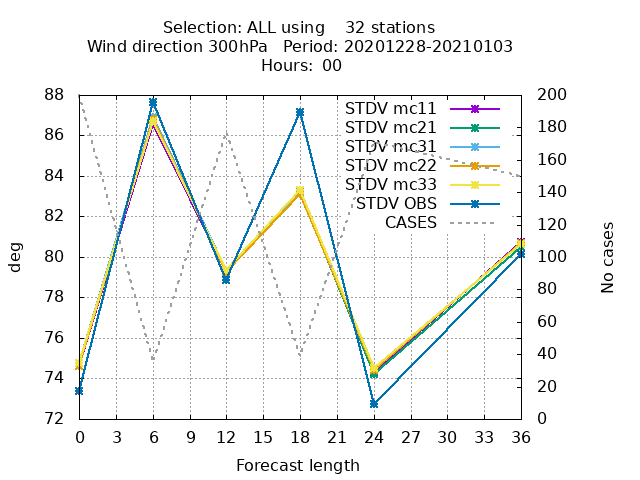 Selection: ALL using    32 stations
Wind direction 300hPa   Period: 20201228-20210103
Hours: 00
88 200
86 180
84 160
82 140
80 120
78 100
76 80
74 60
72 40
20
0
STDV mc11
STDV mc21
STDV mc31
STDV mc22
STDV mc33
STDV OBS
CASES
deg
No cases
0 3 6 9 12 15 18 21 24 27 30 33 36
Forecast length